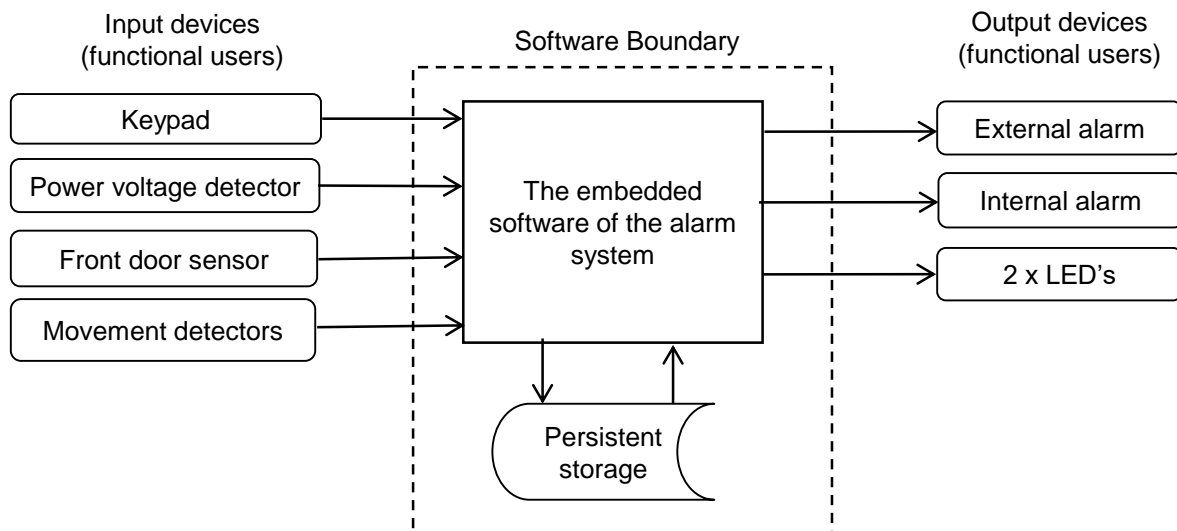 Input devices
(functional users)
Software Boundary
Output devices
(functional users)
Keypad
Power voltage detector
Front door sensor
Movement detectors
The embedded
software of the alarm
system
External alarm
Internal alarm
2 x LED’s
Persistent
storage